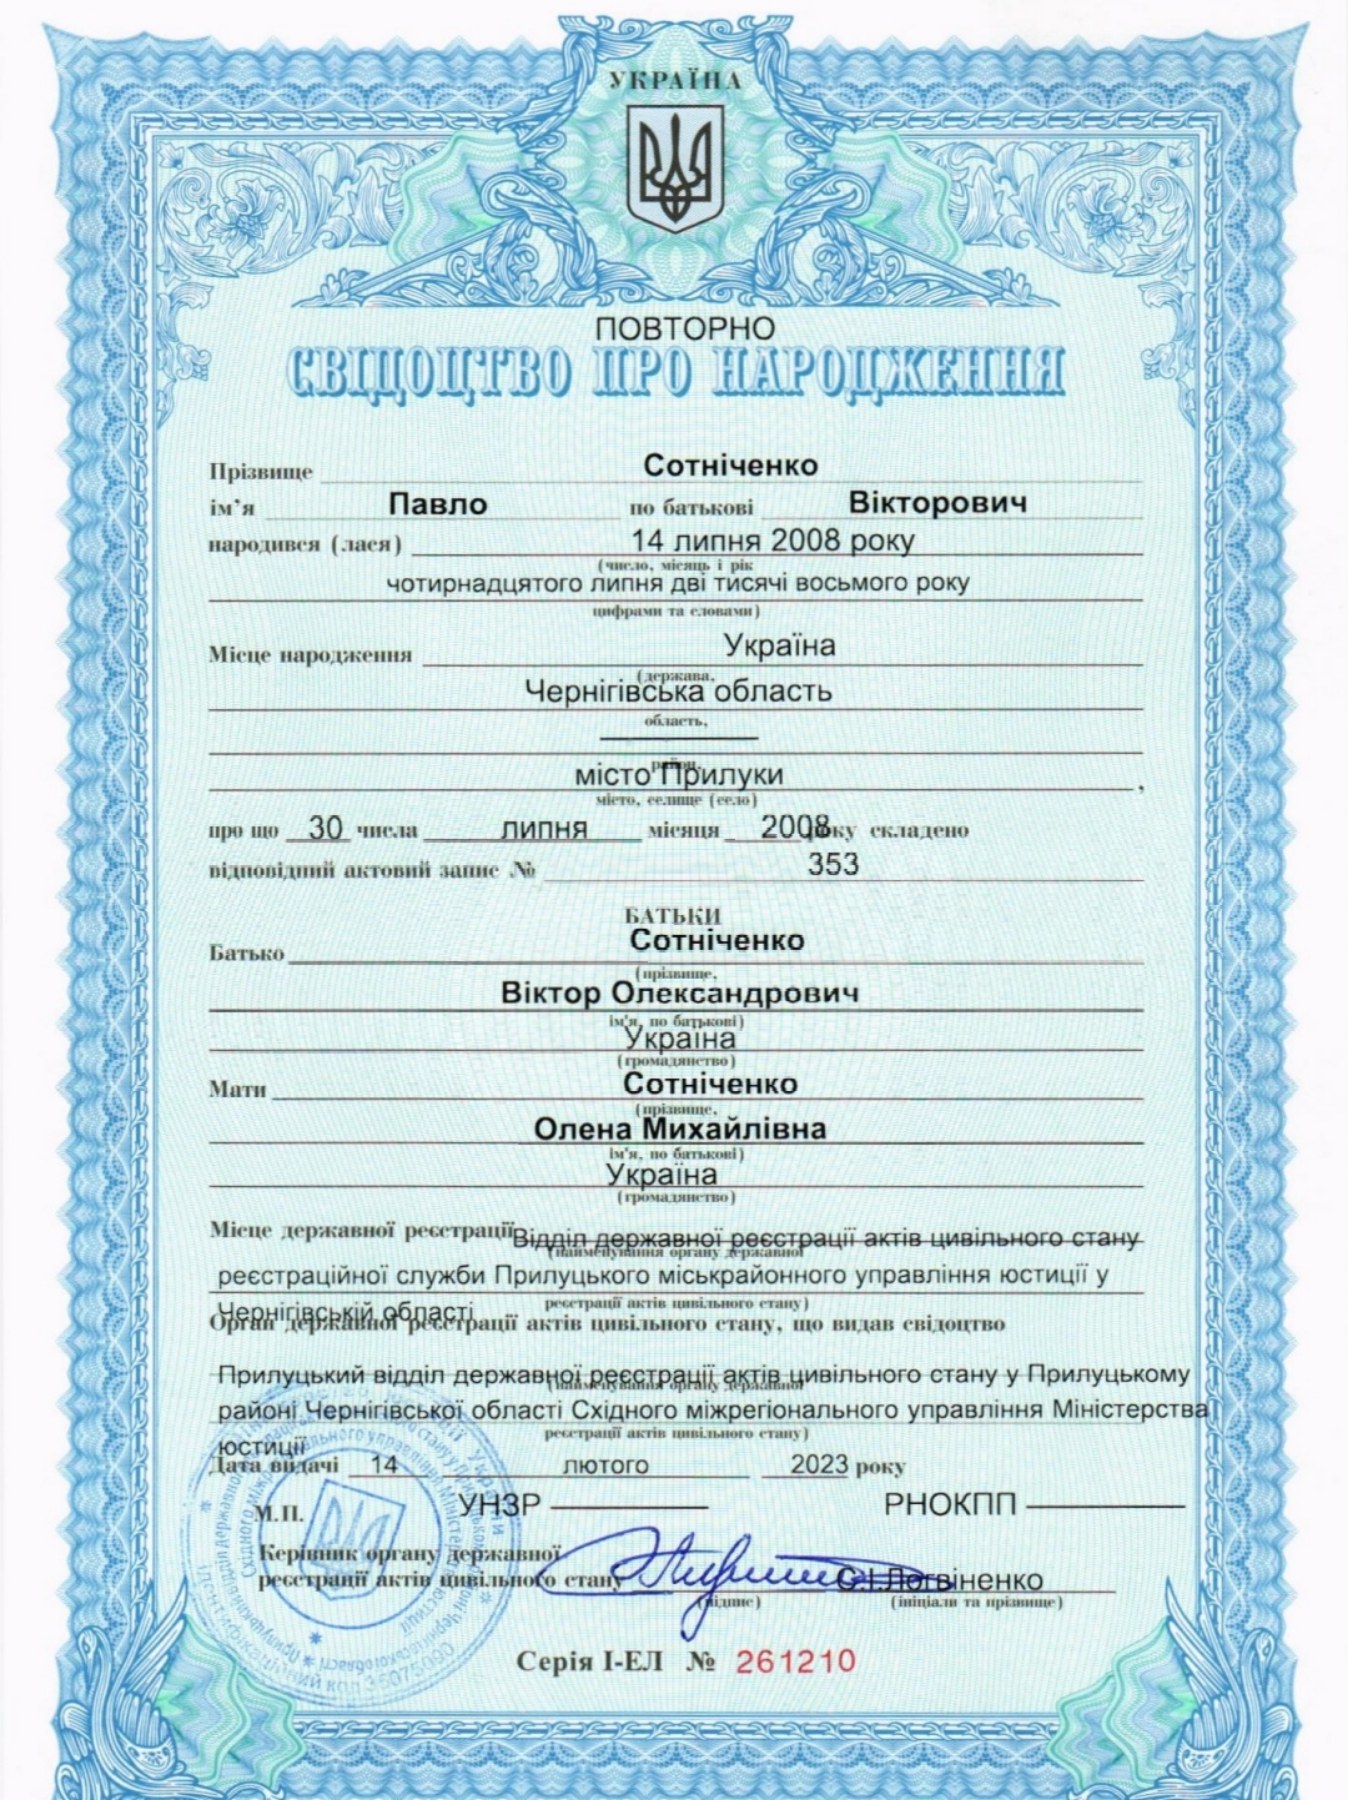 УКРАЇНА
ПОВТОРНО
СВІДОЦТВО ПРО НАРОДЖЕННЯ
Прізвище Сотніченко
ім'я Павло по батькові Вікторович
народився (лася) 14 липня 2008 року
(число, місяць і рік
чотирнадцятого липня дві тисячі восьмого року
цифрами та словами)
Місце народження Україна
(держава,
Чернігівська область
область,
район,
місто Прилуки ,
місто, селище (село)
про що 30 числа липня місяця 2008 року складено
відповідний актовий запис № 353
БАТЬКИ
Батько Сотніченко
(прізвище,
Віктор Олександрович
ім'я, по батькові)
Україна
(громадянство)
Мати Сотніченко
(прізвище,
Олена Михайлівна
ім'я, по батькові)
Україна
(громадянство)
Місце державної реєстрації Відділ державної реєстрації актів цивільного стану
(найменування органу державної
реєстраційної служби Прилуцького міськрайонного управління юстиції у
реєстрації актів цивільного стану)
Чернігівській області
Орган державної реєстрації актів цивільного стану, що видав свідоцтво
Прилуцький відділ державної реєстрації актів цивільного стану у Прилуцькому
(найменування органу державної
районі Чернігівської області Східного міжрегіонального управління Міністерства
реєстрації актів цивільного стану)
юстиції
Дата видачі 14 лютого 2023 року
М.П. УНЗР РНОКПП
Керівник органу державної
реєстрації актів цивільного стану С.І.Логвіненко
(підпис) (ініціали та прізвище)
Серія І-ЕЛ № 261210